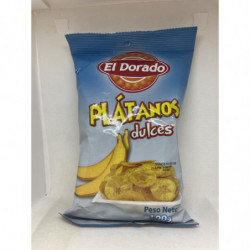 EL DORADO
PLÁTANOS
dulces
Peso Neto